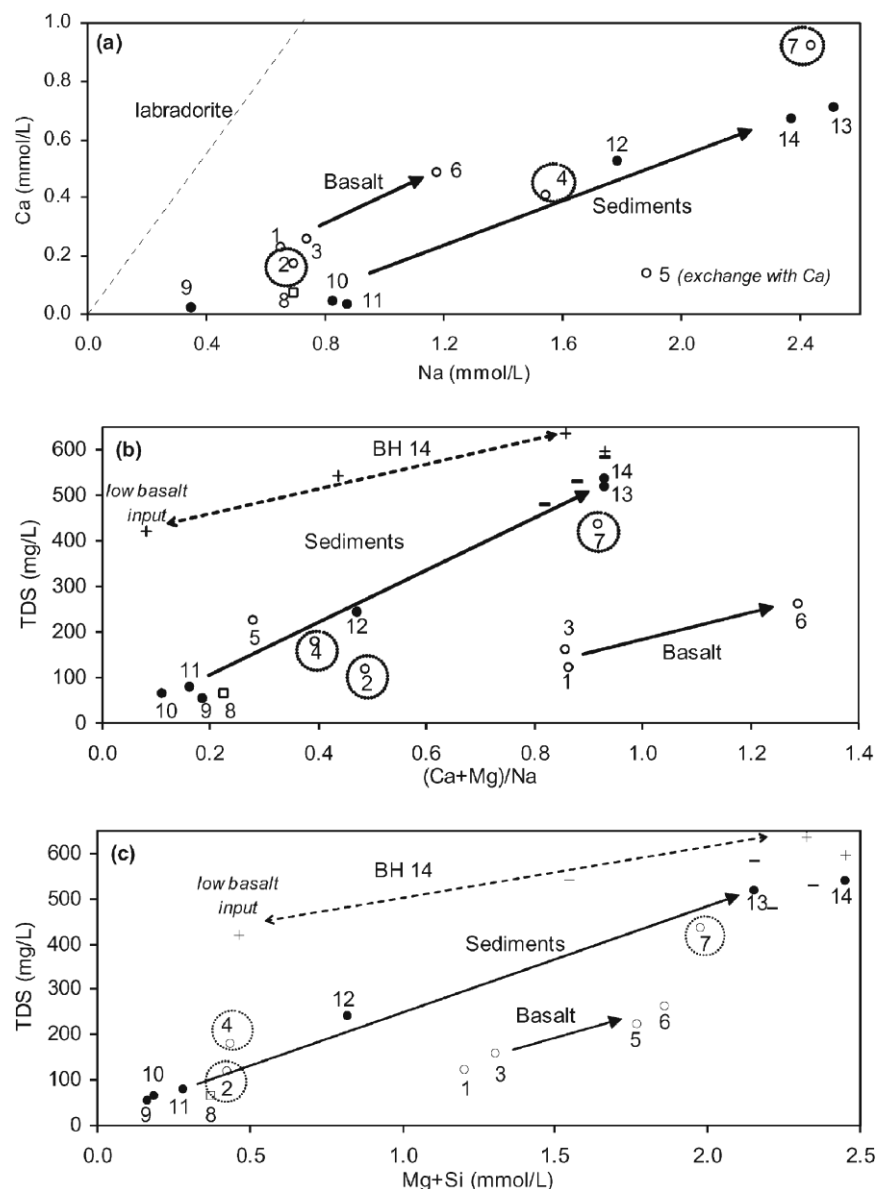 (a)
1.0
0.8
0.6
0.4
0.2
0.0
Ca (mmol/L)
labradorite
7
14
13
12
Basalt
6
4
Sediments
1
3
2
10
8
11
9
5 (exchange with Ca)
0.0 0.4 0.8 1.2 1.6 2.0 2.4
Na (mmol/L)
(b)
600
500
400
300
200
100
0
TDS (mg/L)
BH 14
low basalt
input
14
13
Sediments
7
5
12
4
2
3
1
6
Basalt
11
10
9
8
0.0 0.2 0.4 0.6 0.8 1.0 1.2 1.4
(Ca+Mg)/Na
(c)
600
500
400
300
200
100
0.0
TDS (mg/L)
BH 14
low basalt
input
13
14
Sediments
7
12
4
Basalt
5
6
10
2
1
3
9
11
8
0.0 0.5 1.0 1.5 2.0 2.5
Mg+Si (mmol/L)